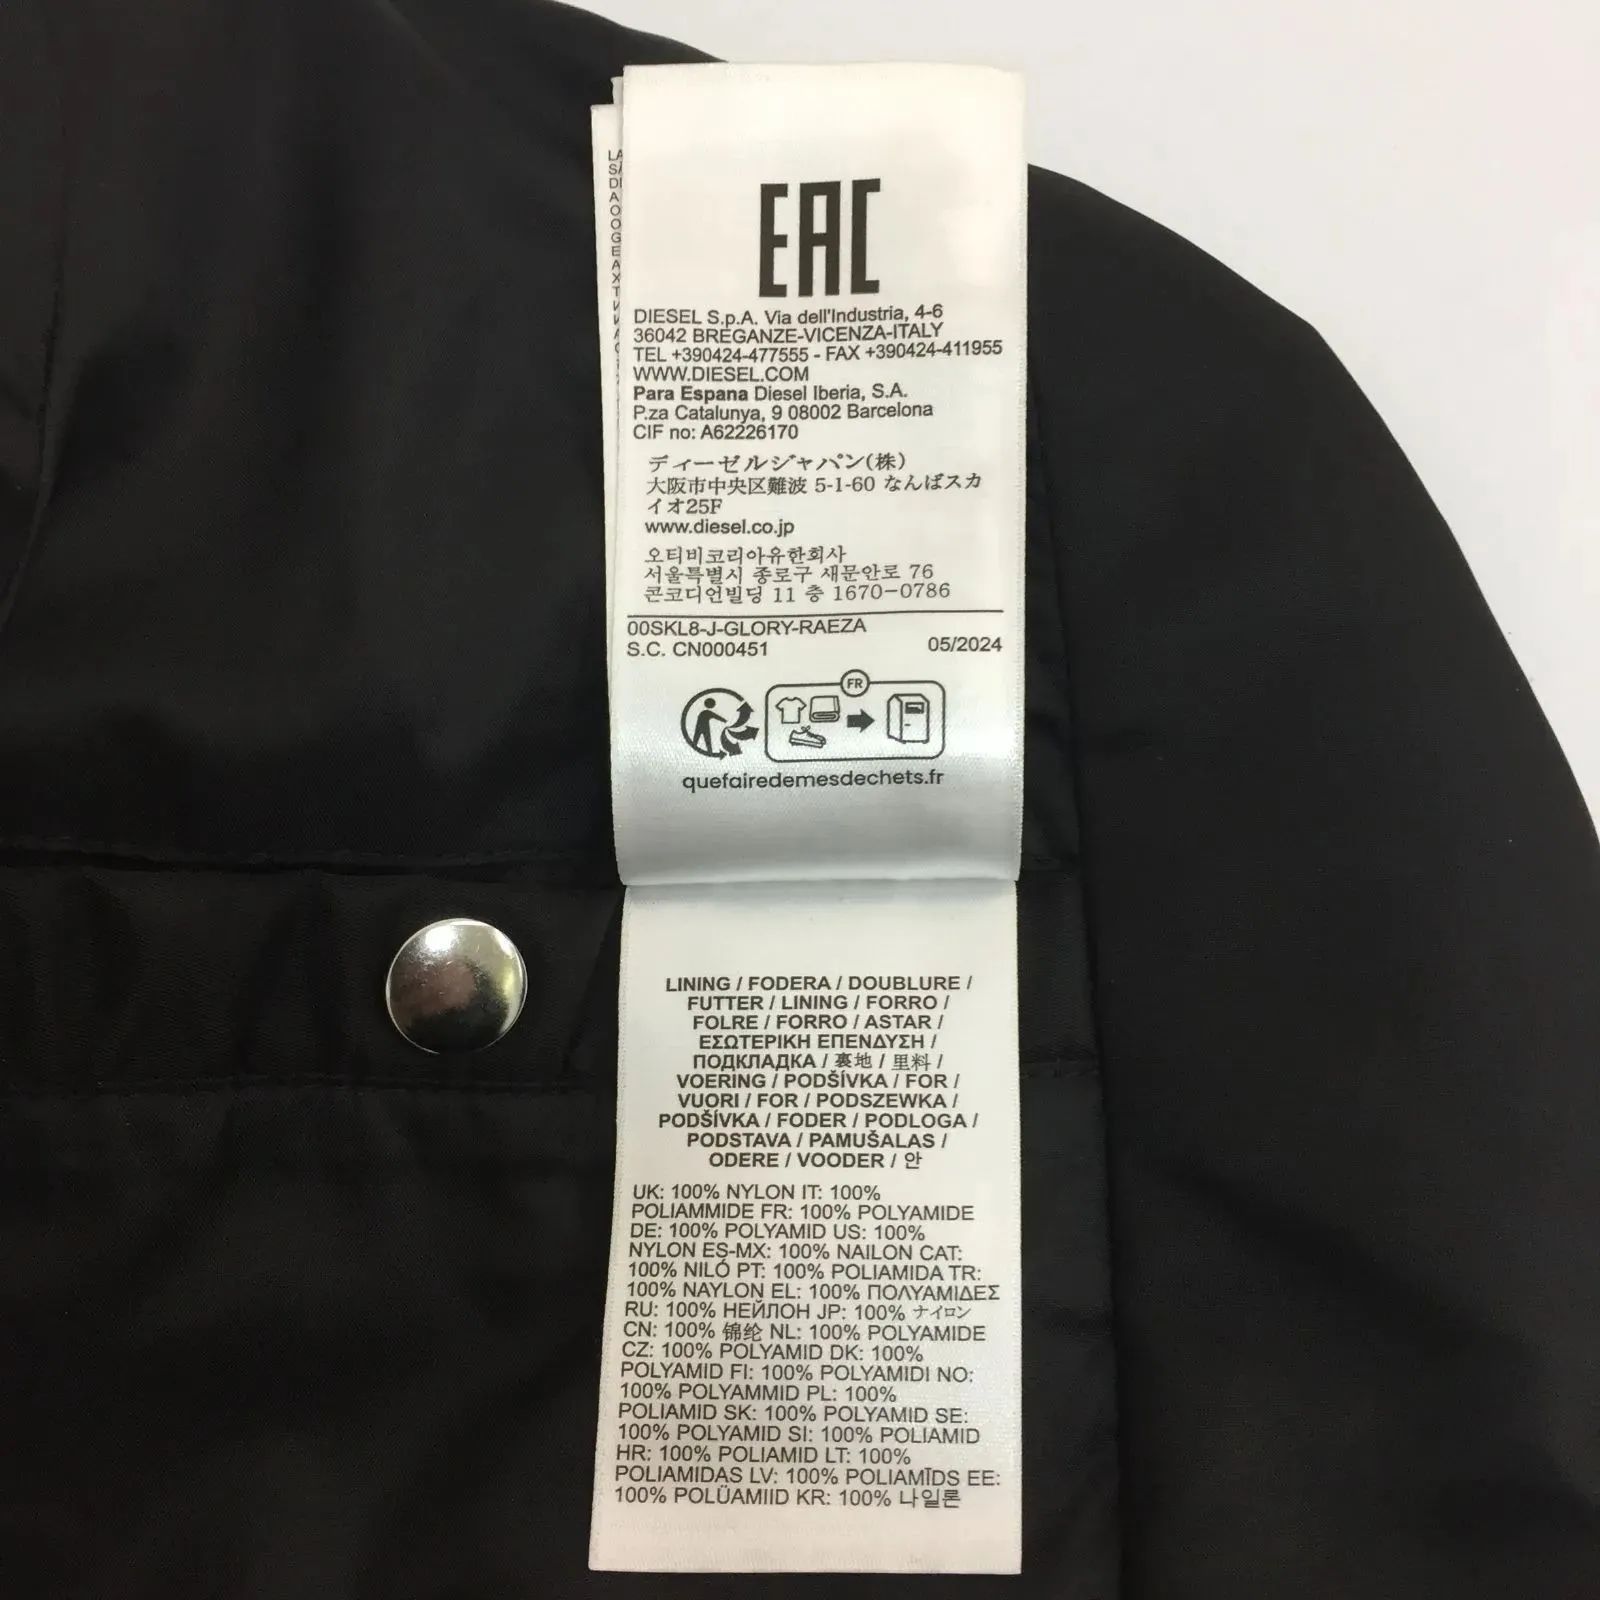 EAC
DIESEL S.p.A. Via dell'Industria, 4-6
36042 BREGANZE-VICENZA-ITALY
TEL +390424-477555 - FAX +390424-411955
WWW.DIESEL.COM
Para Espana Diesel Iberia, S.A.
P.za Catalunya, 9 08002 Barcelona
CIF no: A62226170
ディーゼルジャパン(株)
大阪市中央区難波 5-1-60 なんばスカ
イオ25F
www.diesel.co.jp
오티비코리아유한회사
서울특별시 종로구 새문안로 76
콘코디언빌딩 11 층 1670-0786
00SKL8-J-GLORY-RAEZA
S.C. CN000451 05/2024
FR
quefairedemesdechets.fr
LINING / FODERA / DOUBLURE /
FUTTER / LINING / FORRO /
FOLRE / FORRO / ASTAR /
ΕΣΩΤΕΡΙΚΗ ΕΠΕΝΔΥΣΗ /
ПОДКЛАДКА / 裏地 / 里料 /
VOERING / PODŠÍVKA / FOR /
VUORI / FOR / PODSZEWKA /
PODŠÍVKA / FODER / PODLOGA /
PODSTAVA / PAMUŠALAS /
ODERE / VOODER / 안
UK: 100% NYLON IT: 100%
POLIAMMIDE FR: 100% POLYAMIDE
DE: 100% POLYAMID US: 100%
NYLON ES-MX: 100% NAILON CAT:
100% NILÓ PT: 100% POLIAMIDA TR:
100% NAYLON EL: 100% ΠΟΛΥΑΜΙΔΕΣ
RU: 100% НЕЙЛОН JP: 100% ナイロン
CN: 100% 锦纶 NL: 100% POLYAMIDE
CZ: 100% POLYAMID DK: 100%
POLYAMID FI: 100% POLYAMIDI NO:
100% POLYAMMID PL: 100%
POLIAMID SK: 100% POLYAMID SE:
100% POLYAMID SI: 100% POLIAMID
HR: 100% POLIAMID LT: 100%
POLIAMIDAS LV: 100% POLIAMĪDS EE:
100% POLÜAMIID KR: 100% 나일론